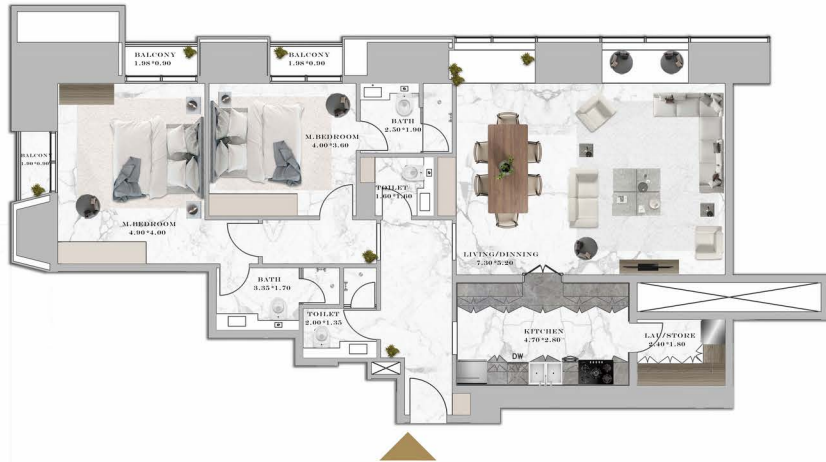 BALCONY
1.98*0.90
BALCONY
1.98*0.90
BATH
2.50*1.90
M.BEDROOM
4.00*3.60
BALCONY
TOILET
1.60*1.60
M.BEDROOM
4.90*4.00
LIVING/DINNING
7.30*5.20
BATH
3.35*1.70
TOILET
2.00*1.35
KITCHEN
4.70*2.80
LAU/STORE
2.40*1.80
DW